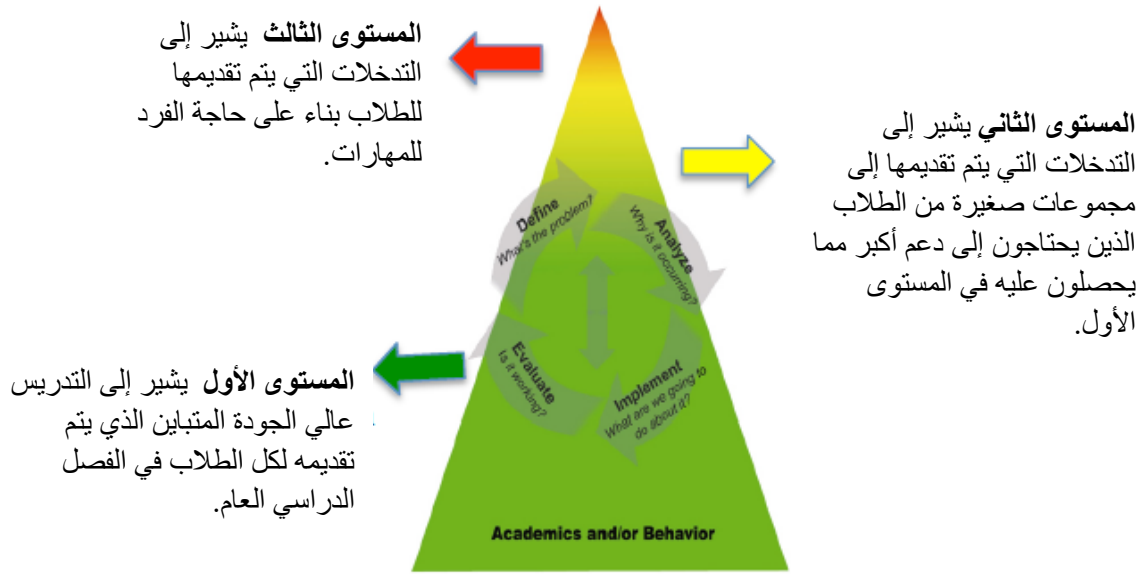 المستوى الثالث يشير إلى
التدخلات التي يتم تقديمها
للطلاب بناء على حاجة الفرد
للمهارات.
المستوى الثاني يشير إلى
التدخلات التي يتم تقديمها إلى
مجموعات صغيرة من الطلاب
الذين يحتاجون إلى دعم أكبر مما
يحصلون عليه في المستوى
الأول.
Define
What's the problem?
Analyze
Why is it occurring?
Implement
What are we going to
do about it?
Evaluate
Is it working?
المستوى الأول يشير إلى التدريس
عالي الجودة المتباين الذي يتم
تقديمه لكل الطلاب في الفصل
الدراسي العام.
Academics and/or Behavior